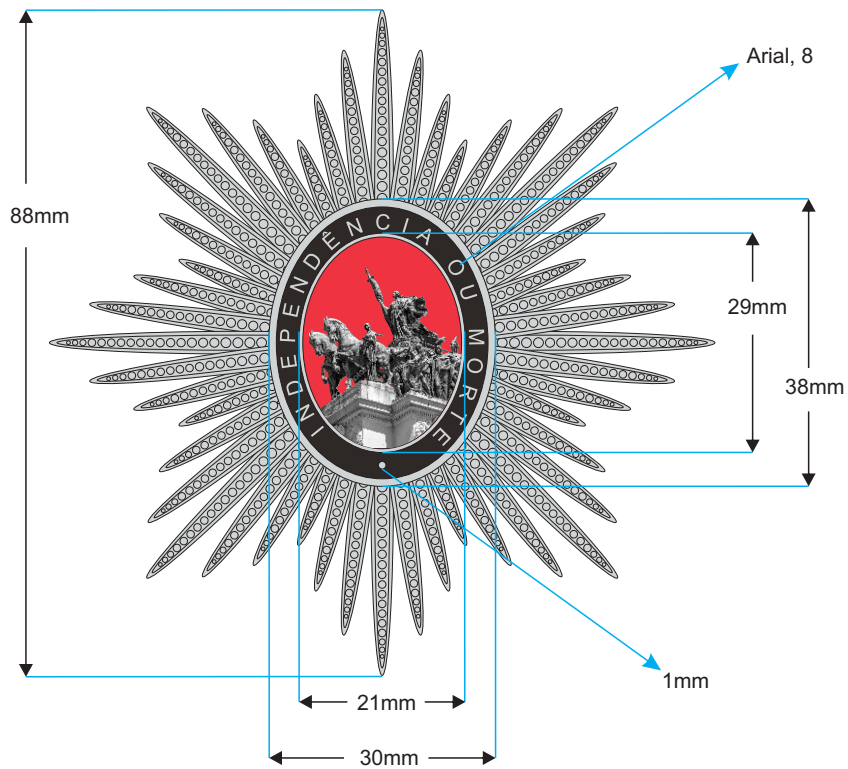 Arial, 8
88mm
INDEPENDÊNCIA OU MORTE
29mm
38mm
1mm
21mm
30mm